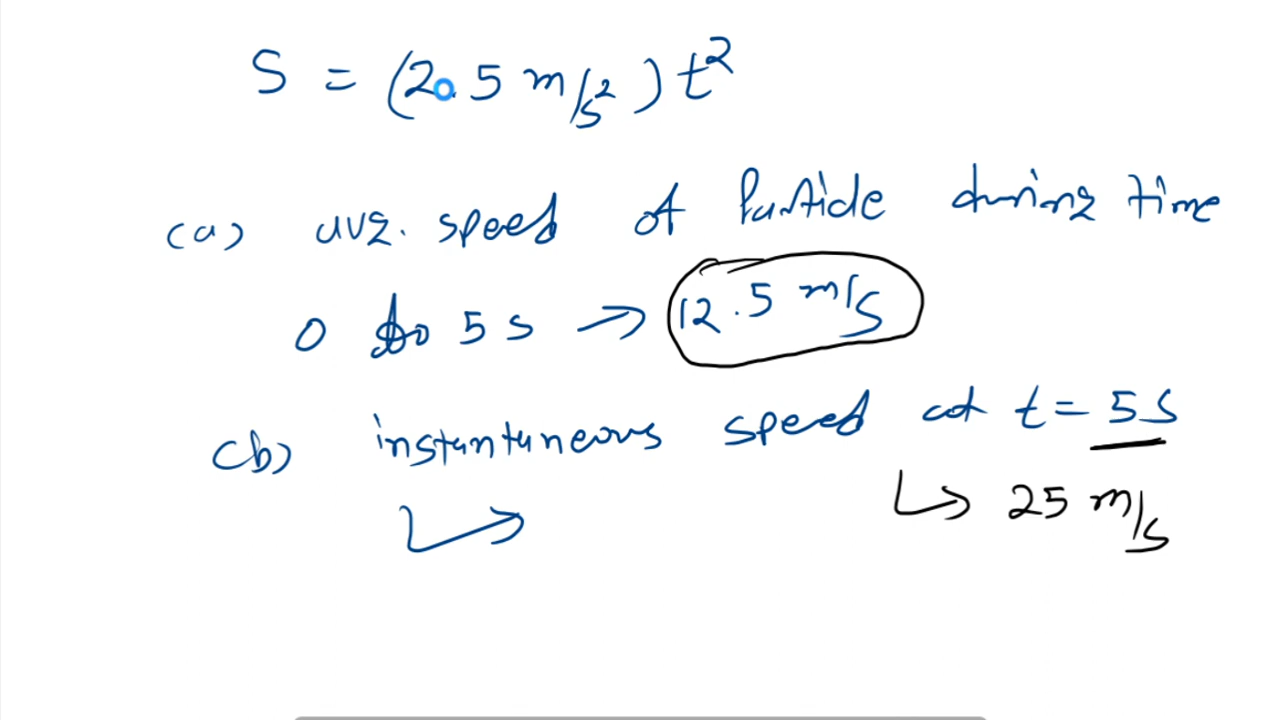 S = (2.5 m/s²) t²
(a) avg. speed of Particle during time
0 to 5 s → 12.5 m/s
(b) instantaneous speed at t = 5s
↳ ↳ 25 m/s